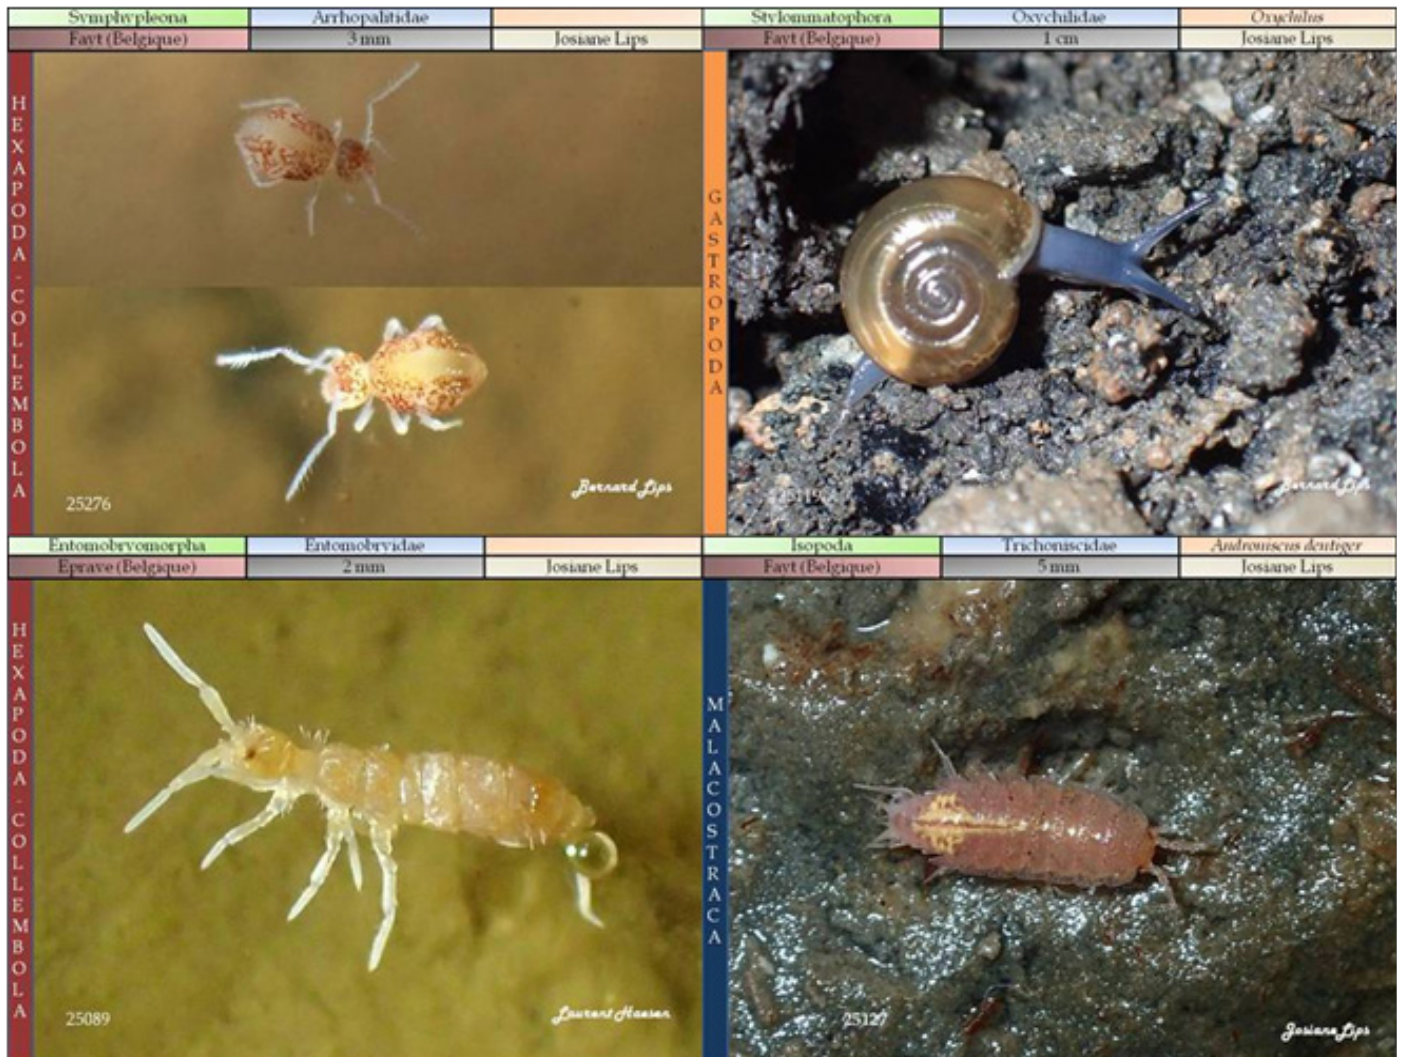 Symphypleona Arrhopalitidae
Fayt (Belgique) 3 mm Josiane Lips
HEXAPODA - COLLEMBOLA
25276
Bernard Lips
Stylommatophora Oxychilidae Oxychilus
Fayt (Belgique) 1 cm Josiane Lips
GASTROPODA
Bernard Lips
Entomobryomorpha Entomobryidae
Eprave (Belgique) 2 mm Josiane Lips
HEXAPODA - COLLEMBOLA
25089
Laurent Haesen
Isopoda Trichoniscidae Androniscus dentiger
Fayt (Belgique) 5 mm Josiane Lips
MALACOSTRACA
25127
Josiane Lips